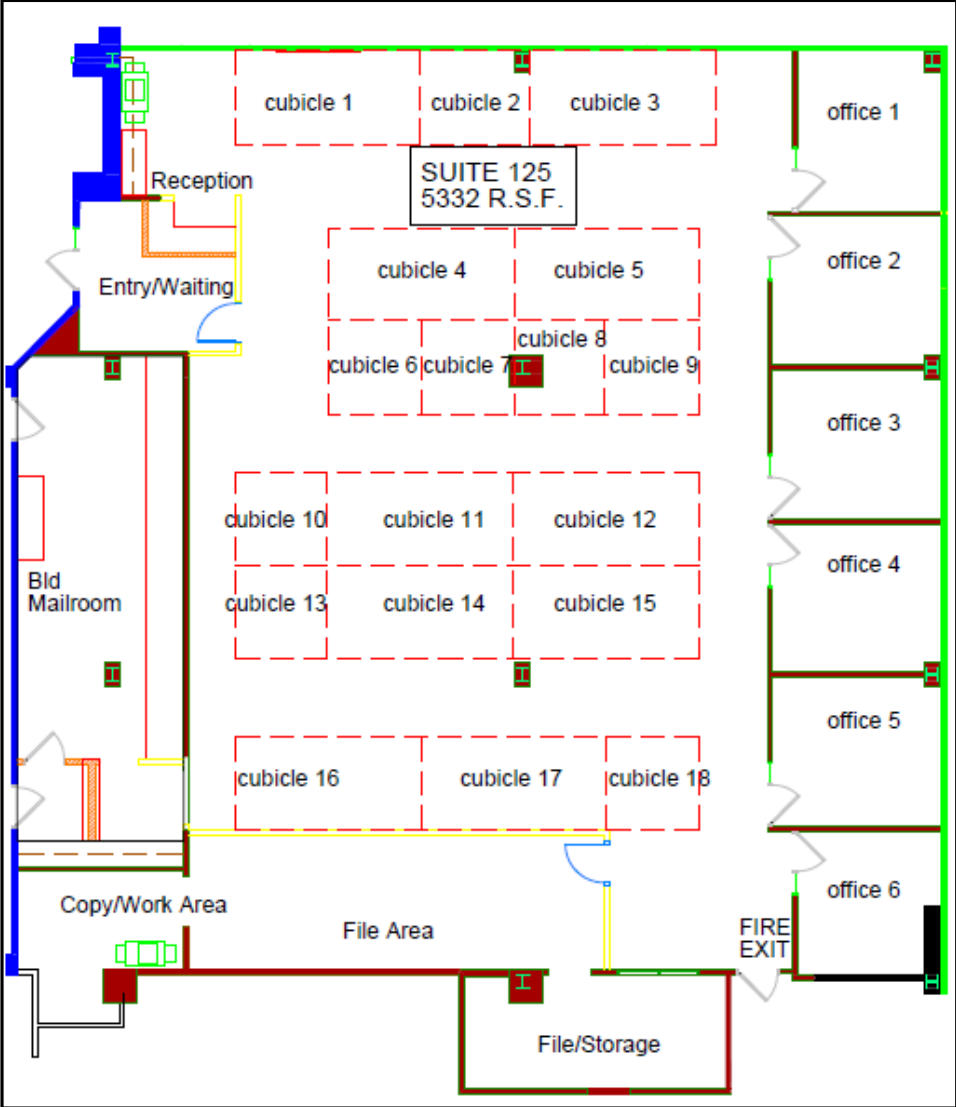 cubicle 1
cubicle 2
cubicle 3
office 1
SUITE 125
5332 R.S.F.
Reception
office 2
cubicle 4
cubicle 5
Entry/Waiting
cubicle 8
cubicle 6
cubicle 7
cubicle 9
office 3
cubicle 10
cubicle 11
cubicle 12
office 4
Bld
Mailroom
cubicle 13
cubicle 14
cubicle 15
office 5
cubicle 16
cubicle 17
cubicle 18
office 6
Copy/Work Area
File Area
FIRE
EXIT
File/Storage